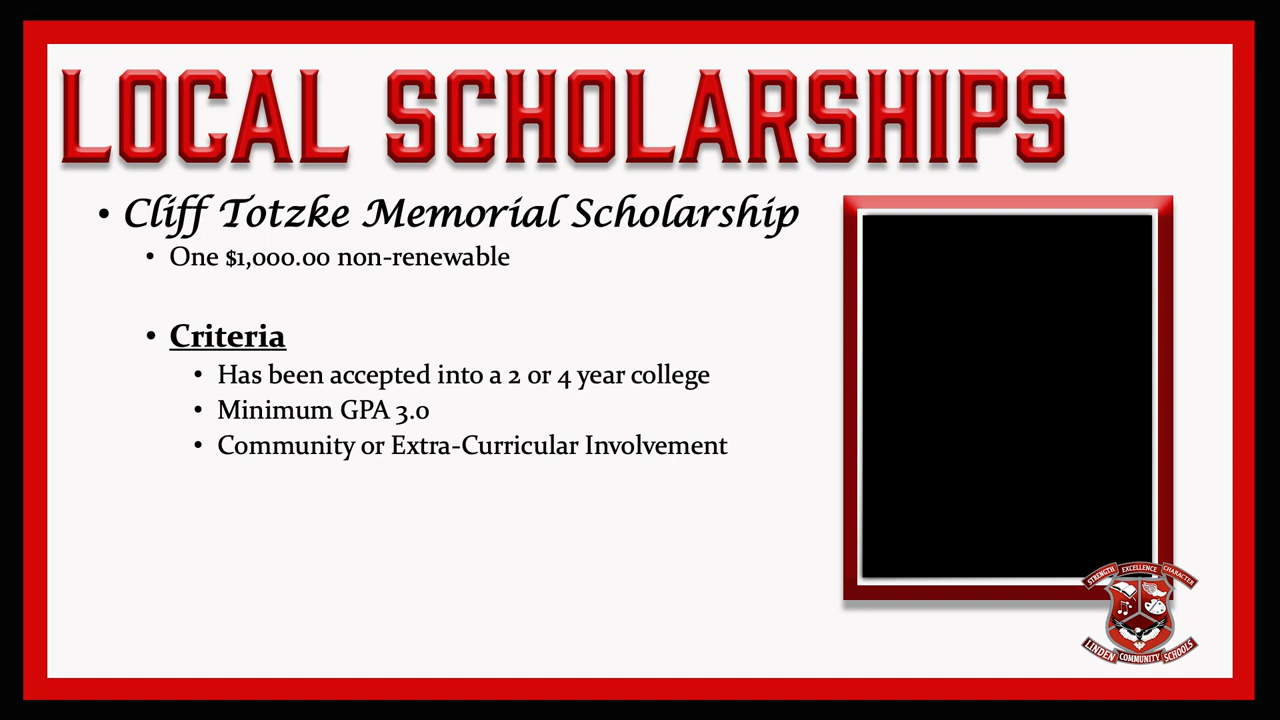 LOCAL SCHOLARSHIPS
• Cliff Totzke Memorial Scholarship
• One $1,000.00 non-renewable
• Criteria
• Has been accepted into a 2 or 4 year college
• Minimum GPA 3.0
• Community or Extra-Curricular Involvement
STRENGTH EXCELLENCE CHARACTER
LINDEN COMMUNITY SCHOOLS